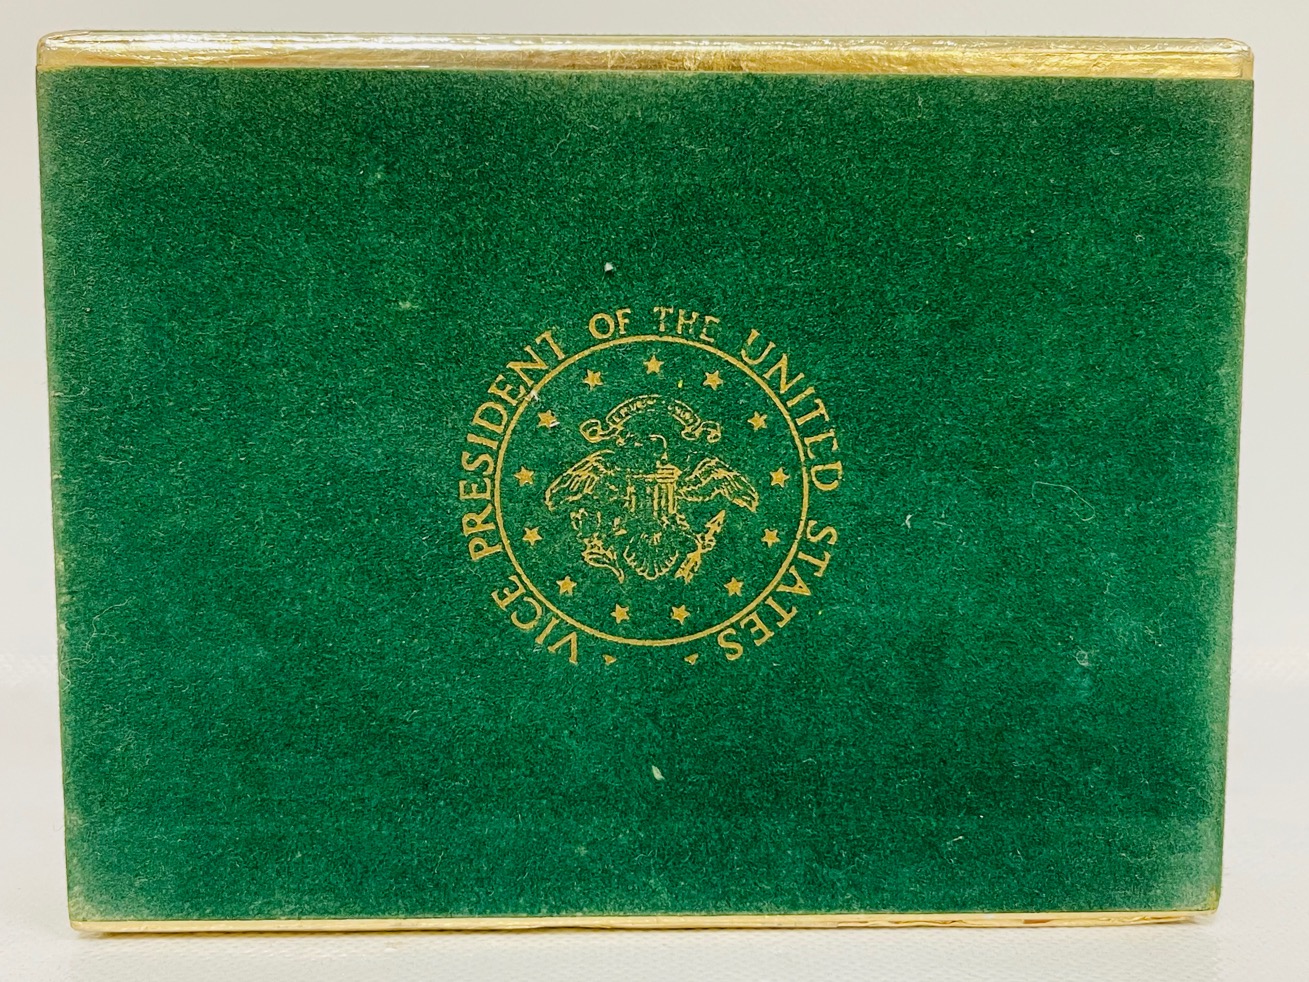 VICE PRESIDENT OF THE UNITED STATES